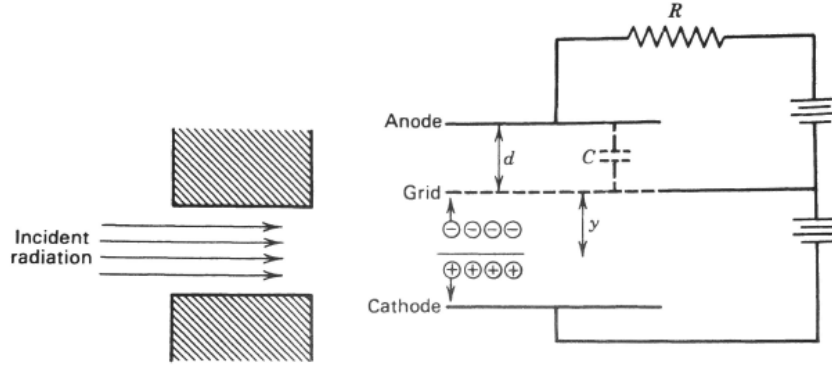 R
Anode
d
C
Grid
Incident
radiation
y
Cathode